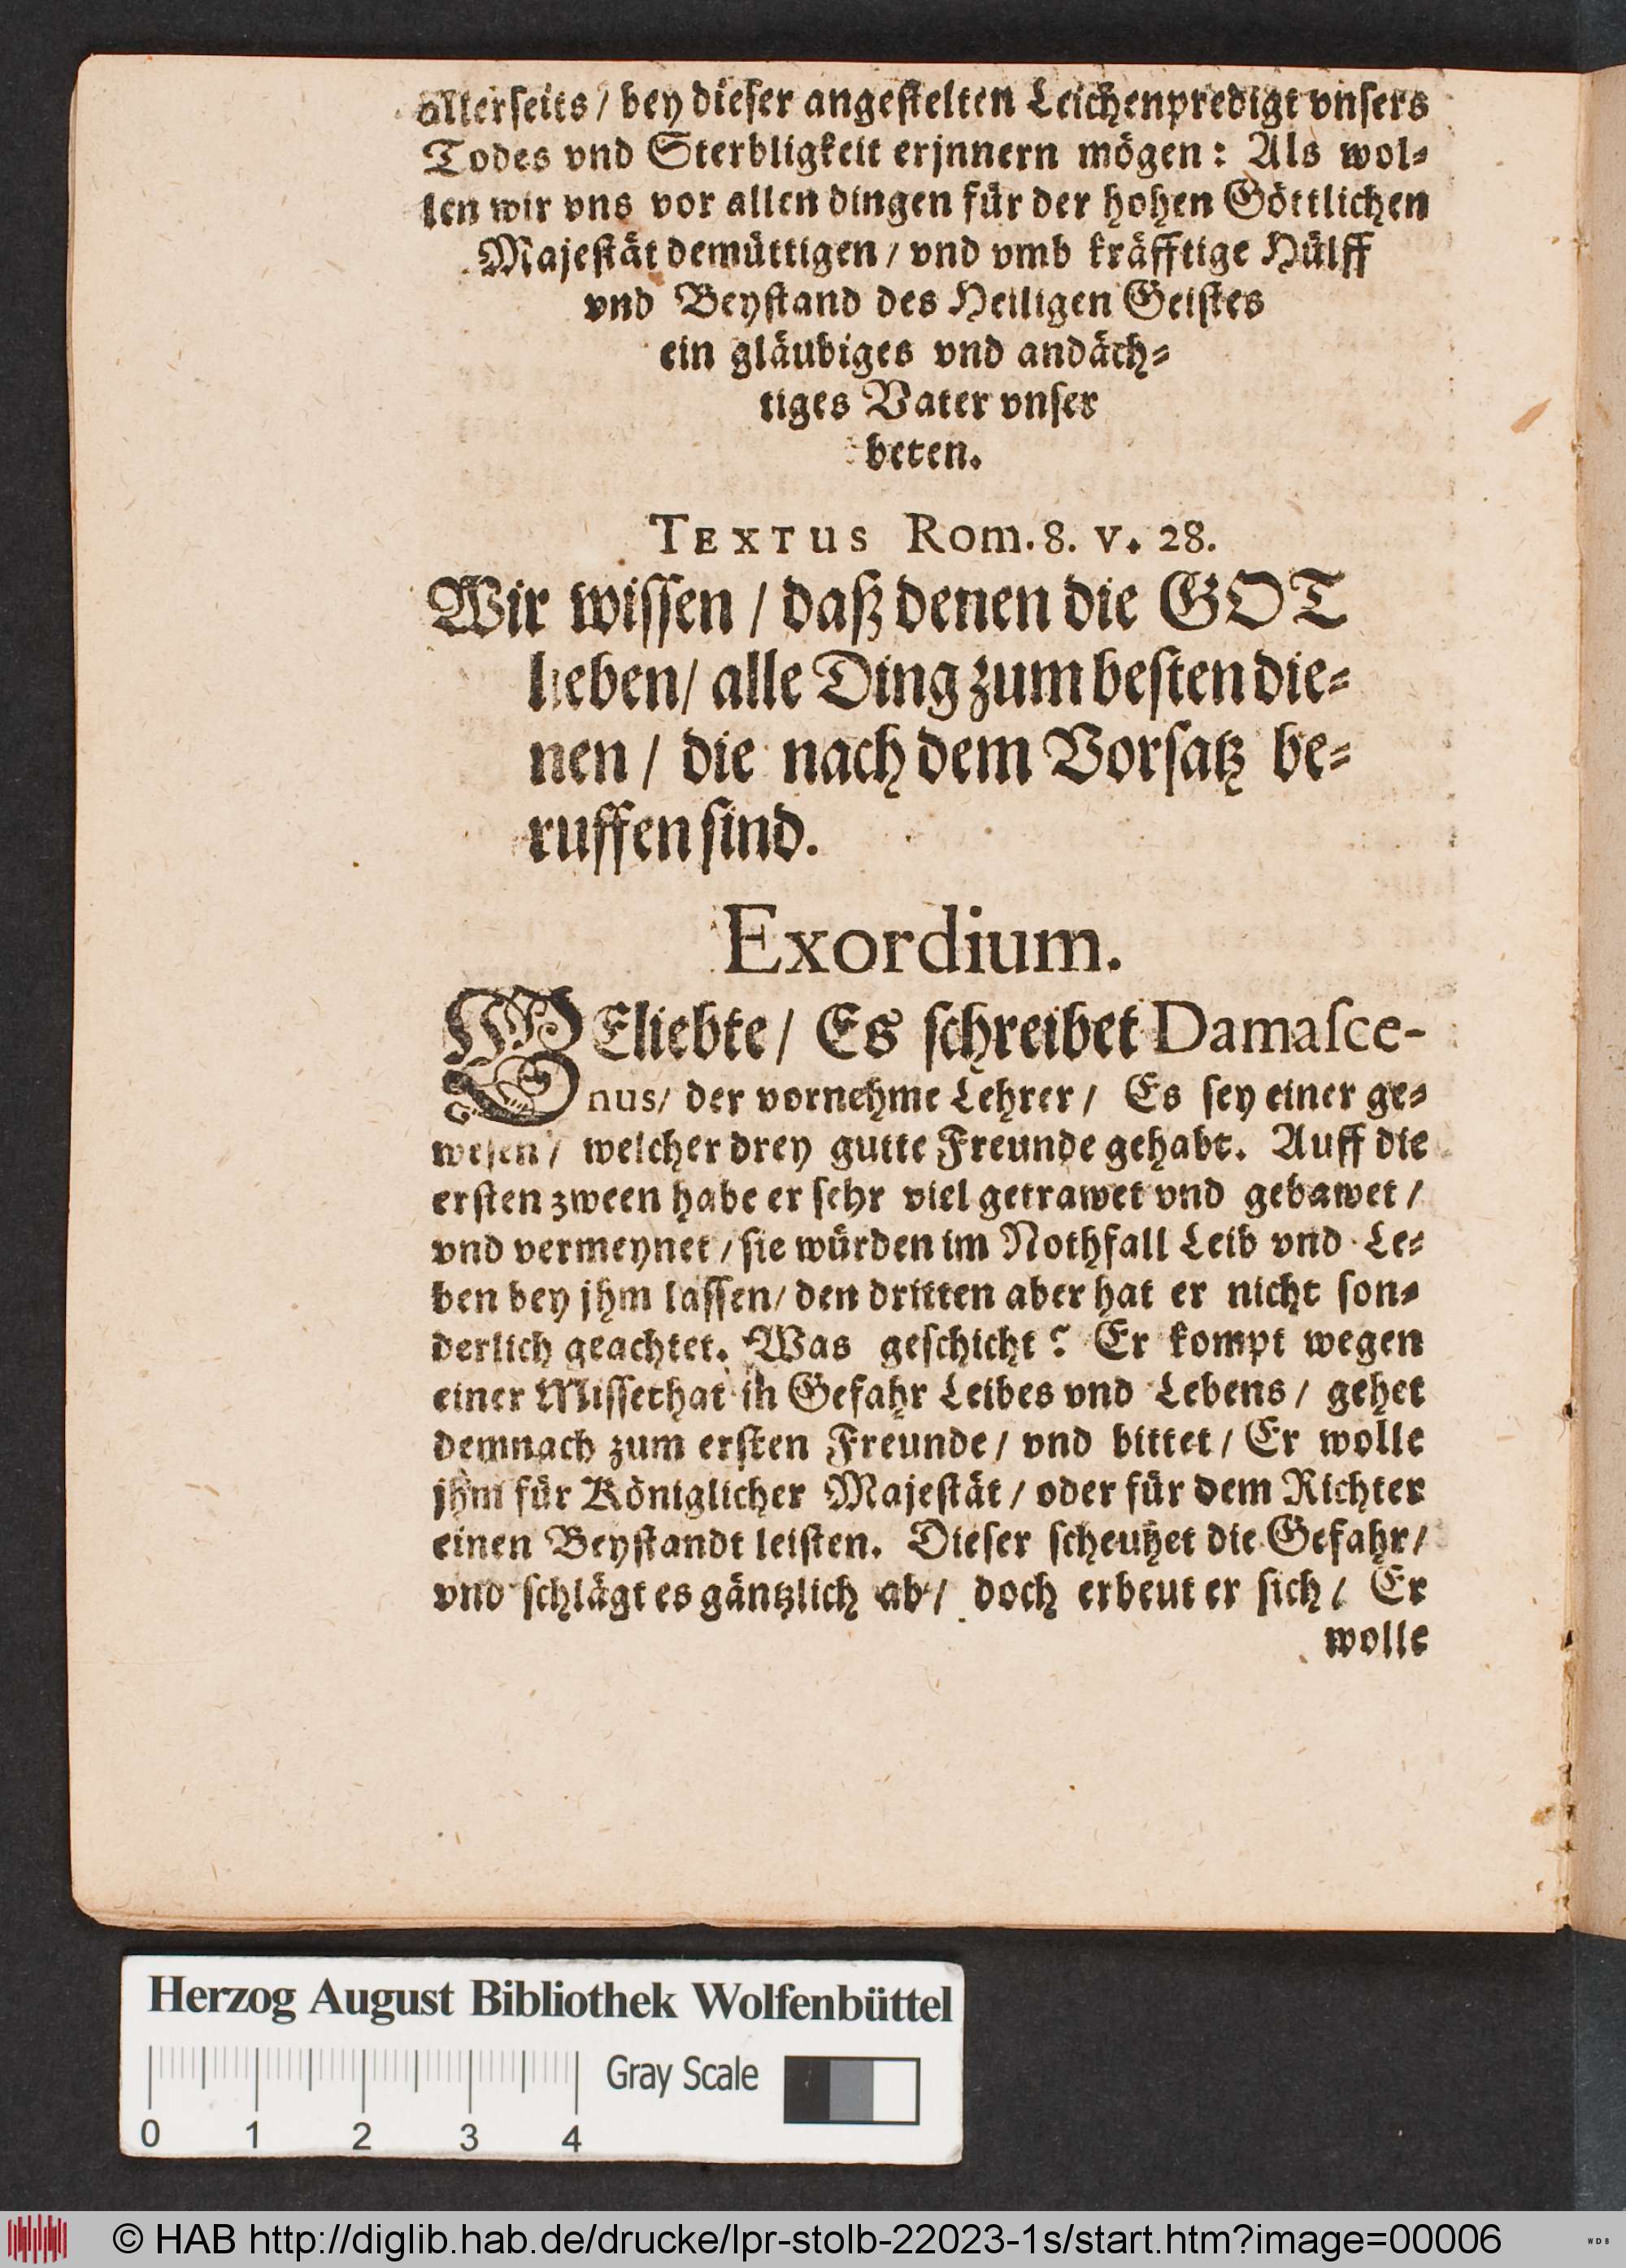 allerseits / bey dieser angestelten Leichenpredigt vnsers
Todes vnd Sterbligkeit erjnnern mögen: Als wol⸗
len wir vns vor allen dingen für der hohen Göttlichen
Majestät demüttigen / vnd vmb kräfftige Hülff
vnd Beystand des Heiligen Geistes
ein gläubiges vnd andäch⸗
tiges Vater vnser
beten.
TEXTUS Rom. 8. v. 28.
Wir wissen / daß denen die GOT
lieben / alle Ding zum besten die⸗
nen / die nach dem Vorsatz be⸗
ruffen sind.
Exordium.
GEliebte / Es schreibet Damaſce-
nus / der vornehme Lehrer / Es sey einer ge⸗
wesen / welcher drey gutte Freunde gehabt. Auff die
ersten zween habe er sehr viel getrawet vnd gebawet /
vnd vermeynet / sie würden im Nothfall Leib vnd Le⸗
ben bey jhm lassen / den dritten aber hat er nicht son⸗
derlich geachtet. Was geschicht? Er kompt wegen
einer Missethat in Gefahr Leibes vnd Lebens / gehet
demnach zum ersten Freunde / vnd bittet / Er wolle
jhm für Königlicher Majestät / oder für dem Richter
einen Beystandt leisten. Dieser scheutzet die Gefahr /
vnd schlägt es gäntzlich ab / doch erbeut er sich / Er
wolle
Herzog August Bibliothek Wolfenbüttel
Gray Scale
0 1 2 3 4
© HAB http://diglib.hab.de/drucke/lpr-stolb-22023-1s/start.htm?image=00006
WDB